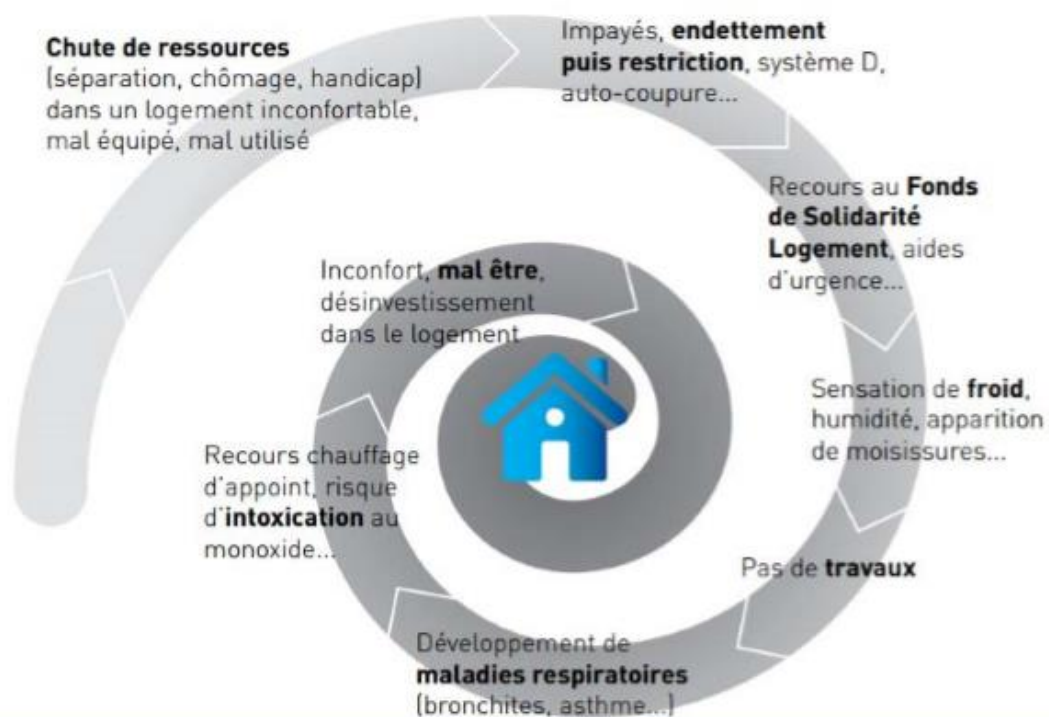 Chute de ressources
(séparation, chômage, handicap)
dans un logement inconfortable,
mal équipé, mal utilisé
Impayés, endettement
puis restriction, système D,
auto-coupure...
Recours au Fonds
de Solidarité
Logement, aides
d'urgence...
Sensation de froid,
humidité, apparition
de moisissures...
Pas de travaux
Développement de
maladies respiratoires
(bronchites, asthme...)
Recours chauffage
d'appoint, risque
d'intoxication au
monoxide...
Inconfort, mal être,
désinvestissement
dans le logement